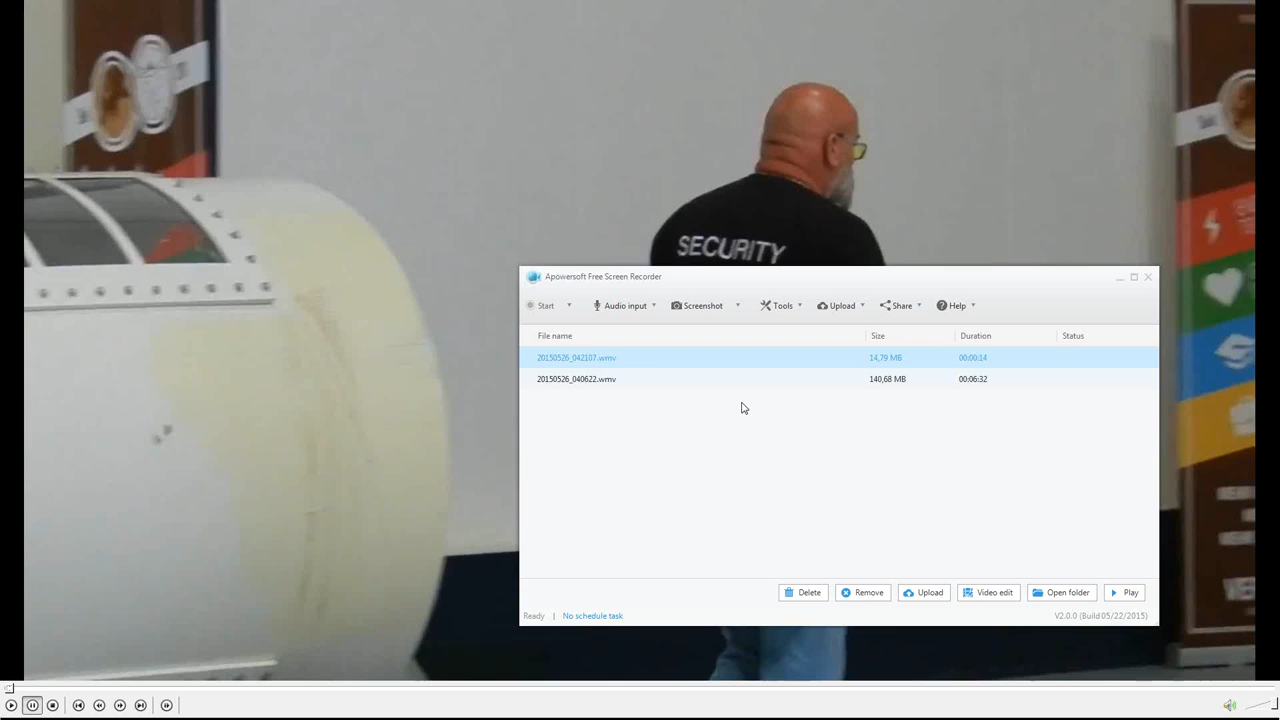 SECURITY
Apowersoft Free Screen Recorder
Start Audio input Screenshot Tools Upload Share Help
File name Size Duration Status
20150526_042107.wmv 14,79 MB 00:00:14
20150526_040622.wmv 140,68 MB 00:06:32
Delete Remove Upload Video edit Open folder Play
Ready | No schedule task V2.0.0 (Build 05/22/2015)